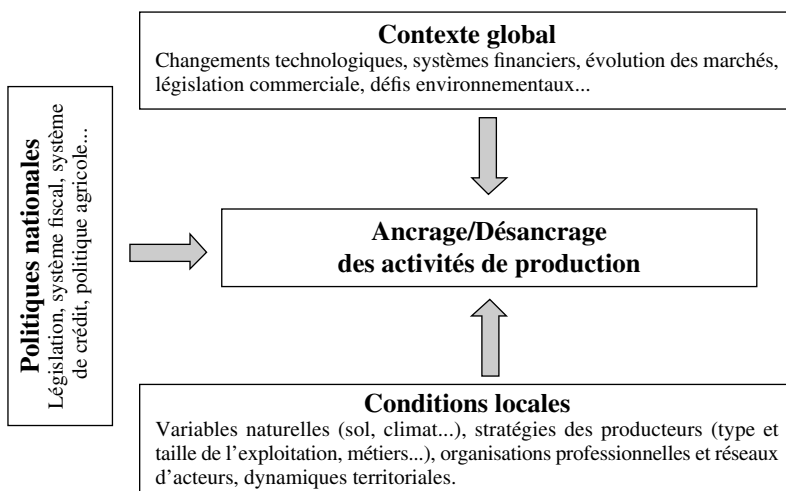 Contexte global
Changements technologiques, systèmes financiers, évolution des marchés,
législation commerciale, défis environnementaux...
Politiques nationales
Législation, système fiscal, système
de crédit, politique agricole...
Ancrage/Désancrage
des activités de production
Conditions locales
Variables naturelles (sol, climat...), stratégies des producteurs (type et
taille de l'exploitation, métiers...), organisations professionnelles et réseaux
d'acteurs, dynamiques territoriales.